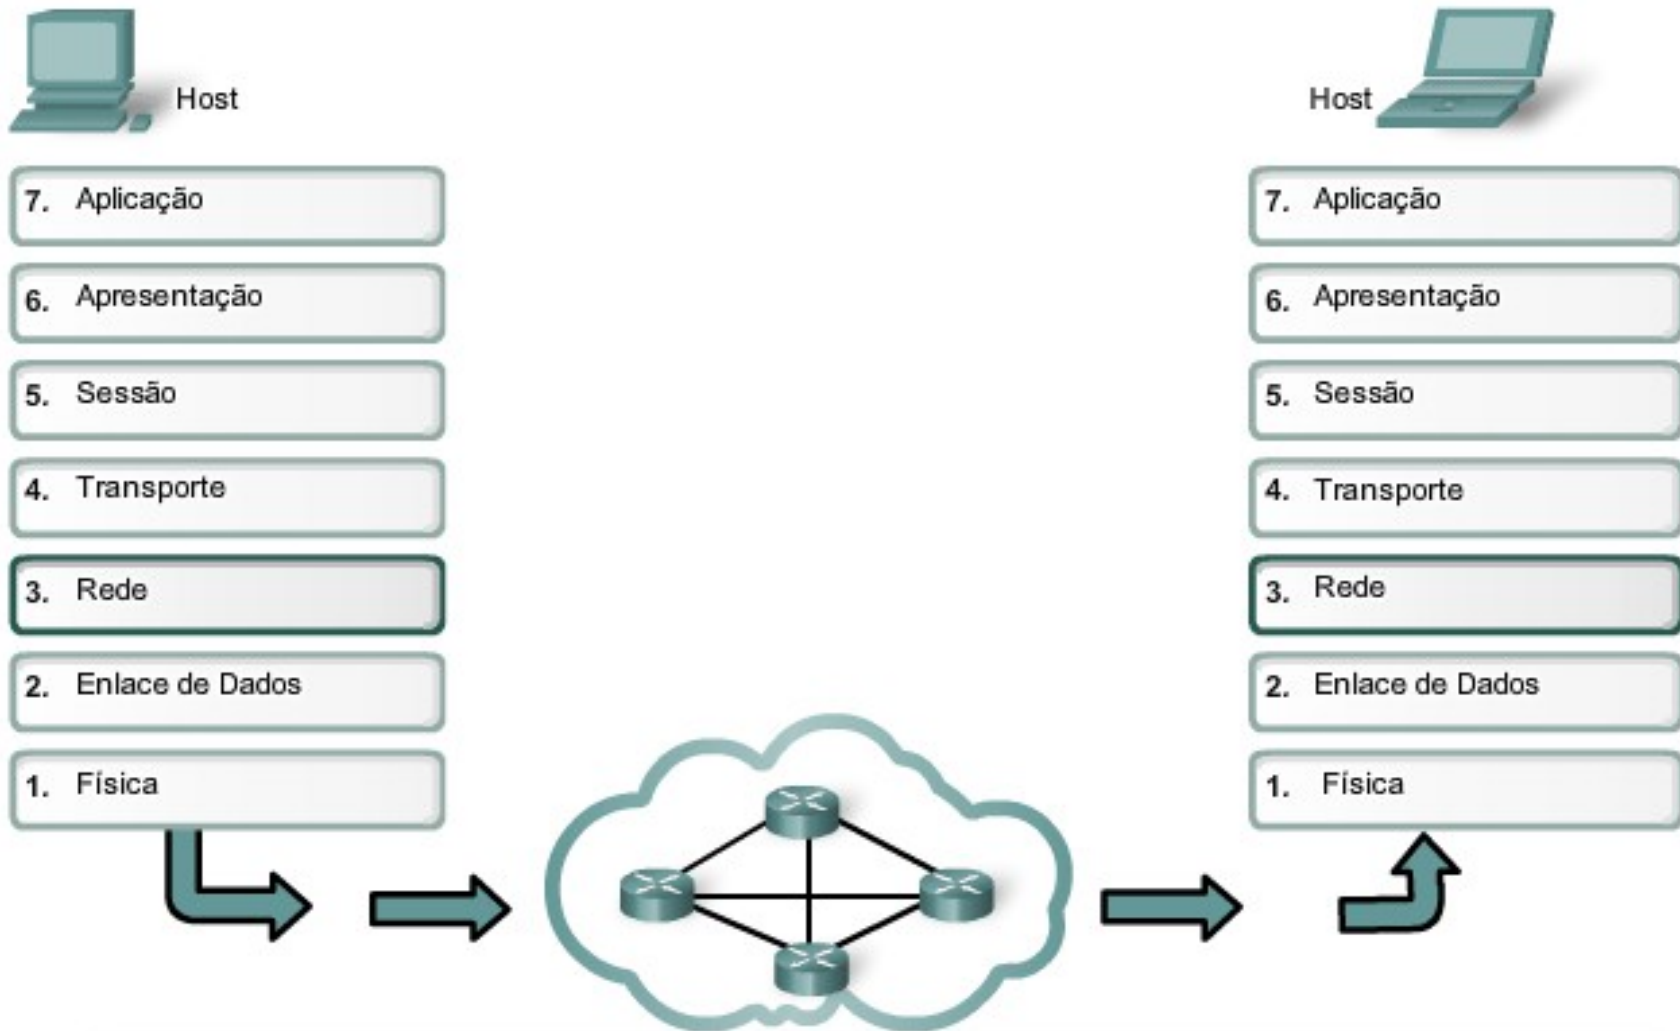 Host
7. Aplicação
6. Apresentação
5. Sessão
4. Transporte
3. Rede
2. Enlace de Dados
1. Física
Host
7. Aplicação
6. Apresentação
5. Sessão
4. Transporte
3. Rede
2. Enlace de Dados
1. Física